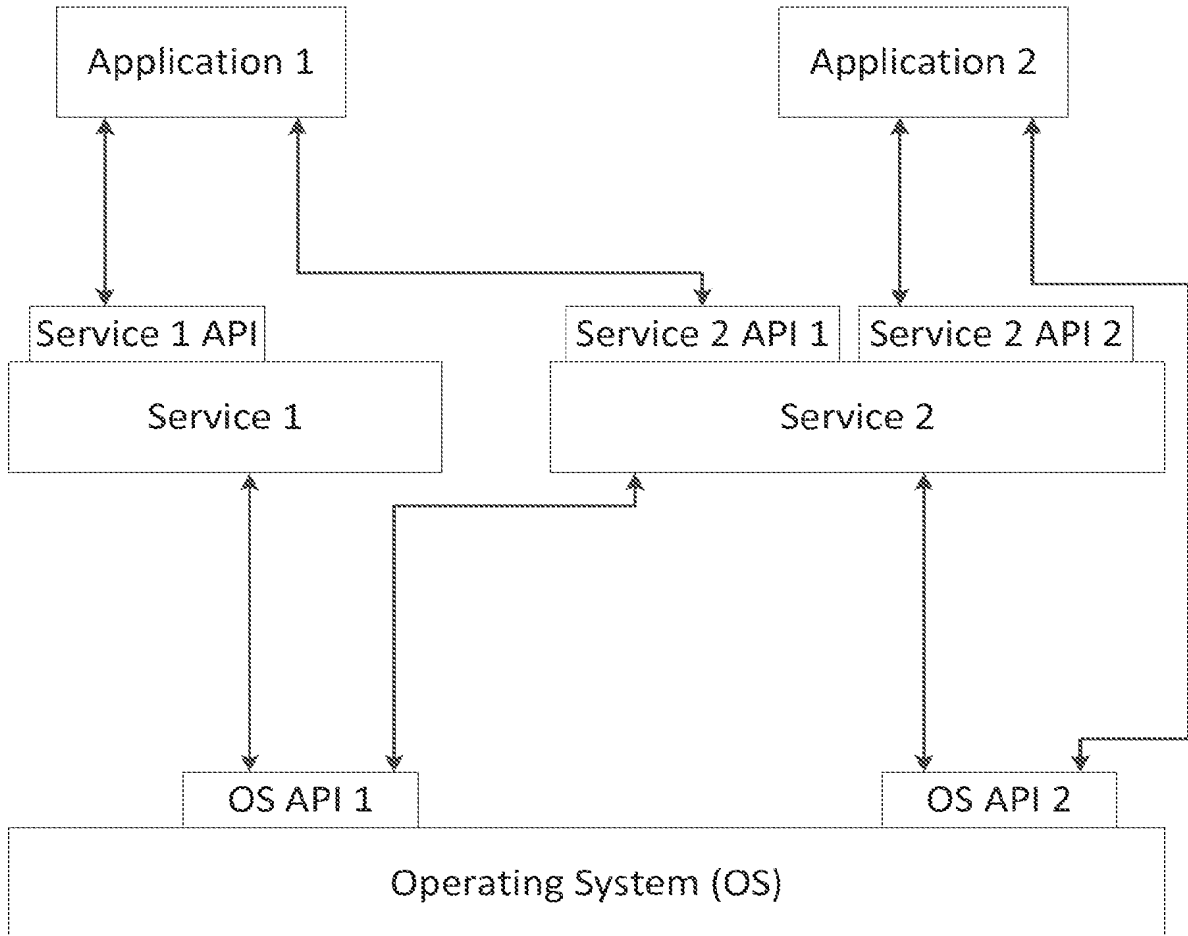 Application 1
Application 2
Service 1 API
Service 2 API 1
Service 2 API 2
Service 1
Service 2
OS API 1
OS API 2
Operating System (OS)